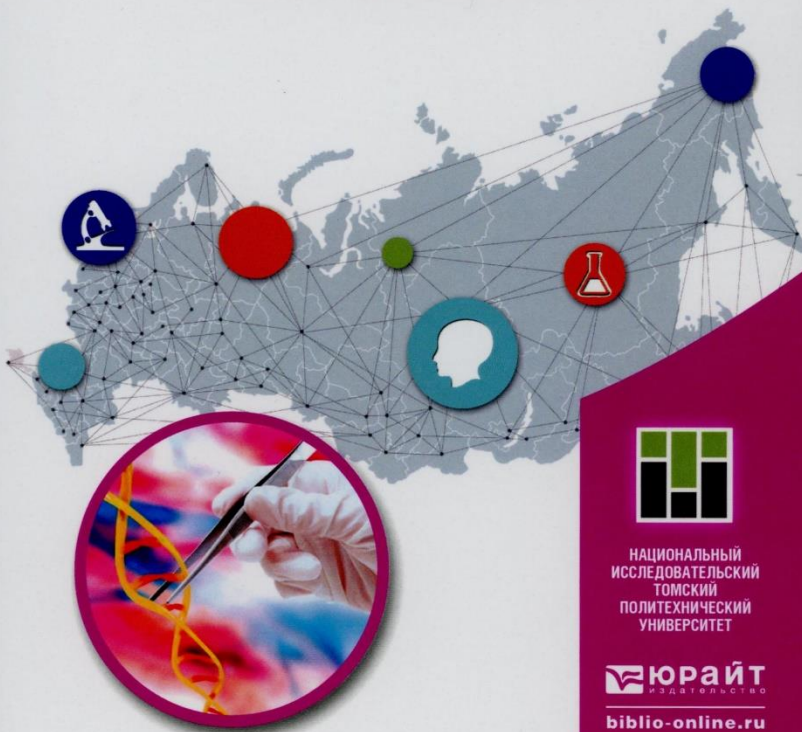 НАЦИОНАЛЬНЫЙ
ИССЛЕДОВАТЕЛЬСКИЙ
ТОМСКИЙ
ПОЛИТЕХНИЧЕСКИЙ
УНИВЕРСИТЕТ
юрайт
издательство
biblio-online.ru